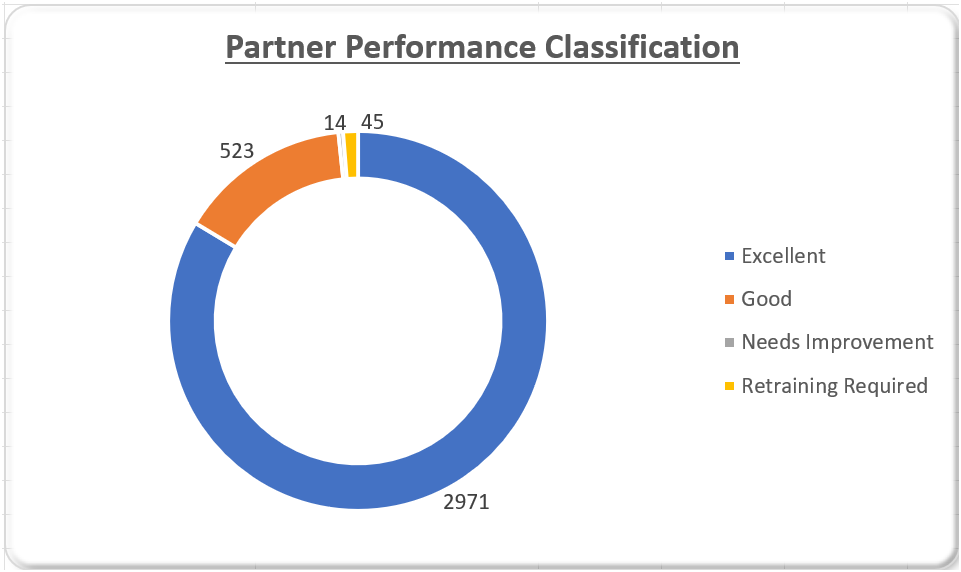 Partner Performance Classification
14 45
523
2971
Excellent
Good
Needs Improvement
Retraining Required